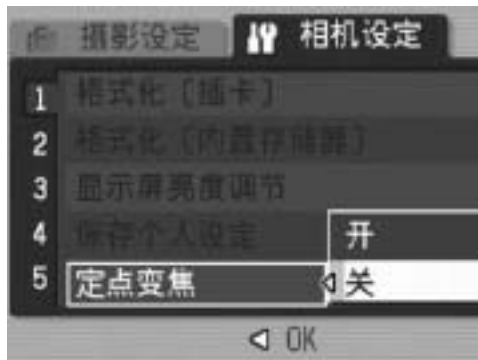 摄影设定 相机设定
1 格式化〔插卡〕
2 格式化〔内置存储器〕
3 显示屏亮度调节
4 保存个人设定 开
5 定点变焦 关
OK